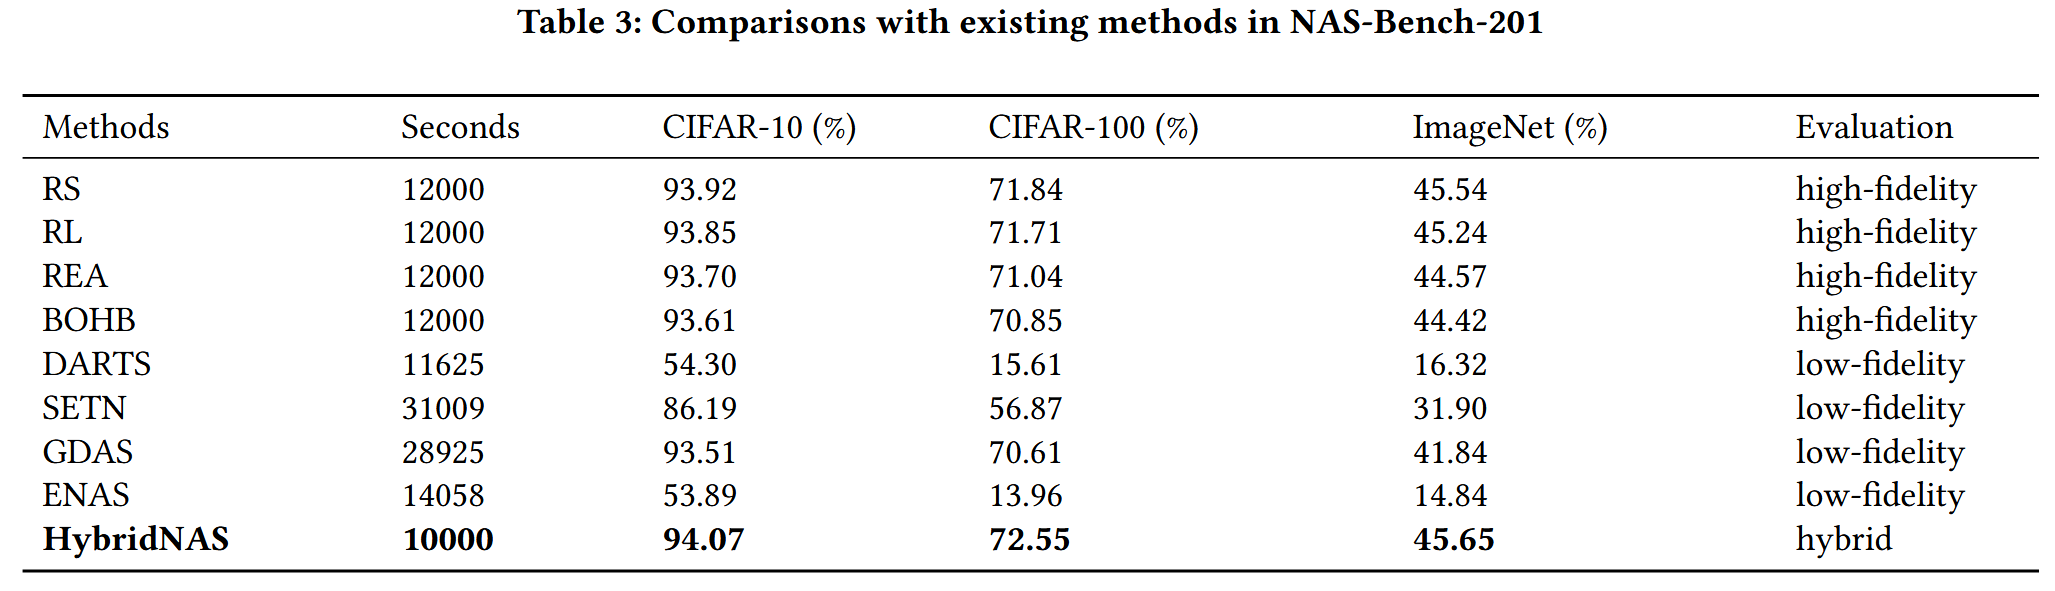 Table 3: Comparisons with existing methods in NAS-Bench-201
Methods Seconds CIFAR-10 (%) CIFAR-100 (%) ImageNet (%) Evaluation
RS 12000 93.92 71.84 45.54 high-fidelity
RL 12000 93.85 71.71 45.24 high-fidelity
REA 12000 93.70 71.04 44.57 high-fidelity
BOHB 12000 93.61 70.85 44.42 high-fidelity
DARTS 11625 54.30 15.61 16.32 low-fidelity
SETN 31009 86.19 56.87 31.90 low-fidelity
GDAS 28925 93.51 70.61 41.84 low-fidelity
ENAS 14058 53.89 13.96 14.84 low-fidelity
HybridNAS 10000 94.07 72.55 45.65 hybrid